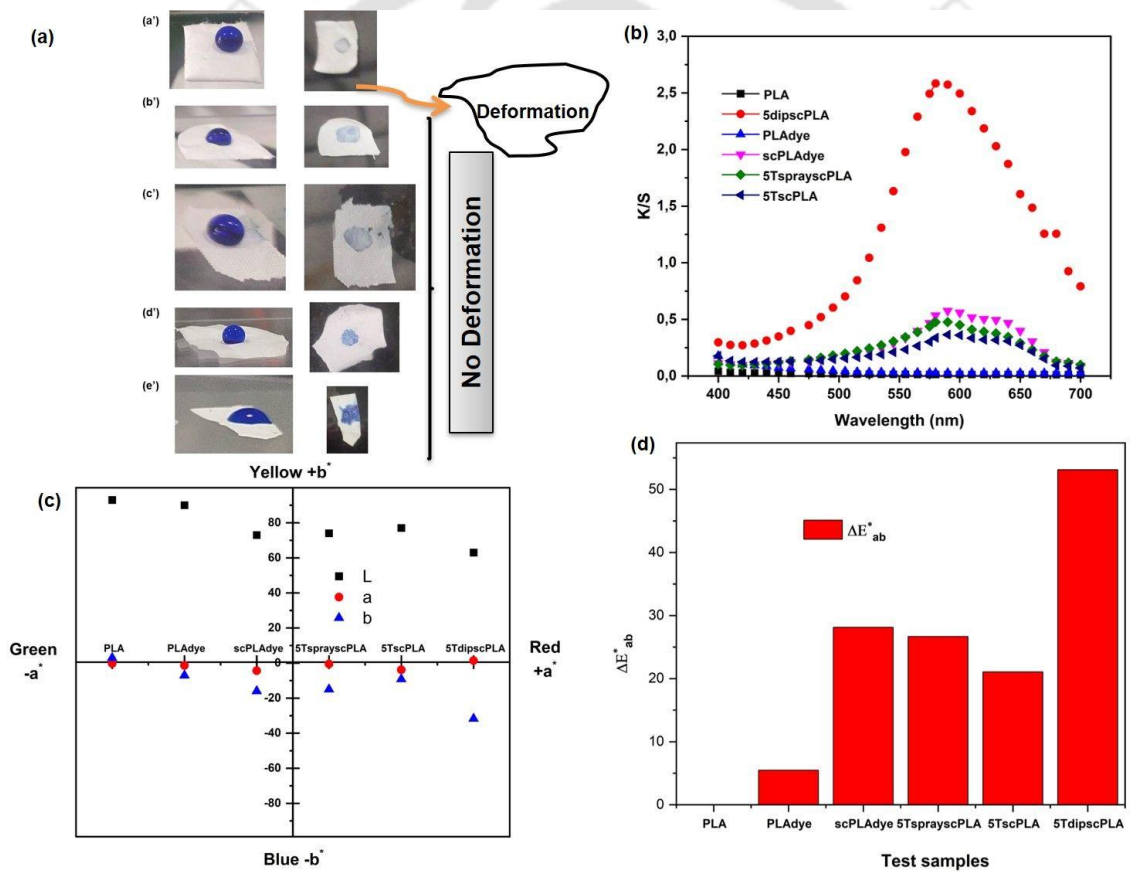 (a)
(a')
(b')
(c')
(d')
(e')
Deformation
No Deformation
(b)
3,0
2,5
2,0
1,5
1,0
0,5
0,0
K/S
PLA
5dipscPLA
PLAdye
scPLAdye
5TsprayscPLA
5TscPLA
400 450 500 550 600 650 700
Wavelength (nm)
(c)
Yellow +b*
80
60
40
20
0
-20
-40
-60
-80
L
a
b
Green
-a*
PLA PLAdye scPLAdye 5TsprayscPLA 5TscPLA 5TdipscPLA
Red
+a*
Blue -b*
(d)
50
40
30
20
10
0
ΔE*ab
ΔE*ab
PLA PLAdye scPLAdye 5TsprayscPLA 5TscPLA 5TdipscPLA
Test samples